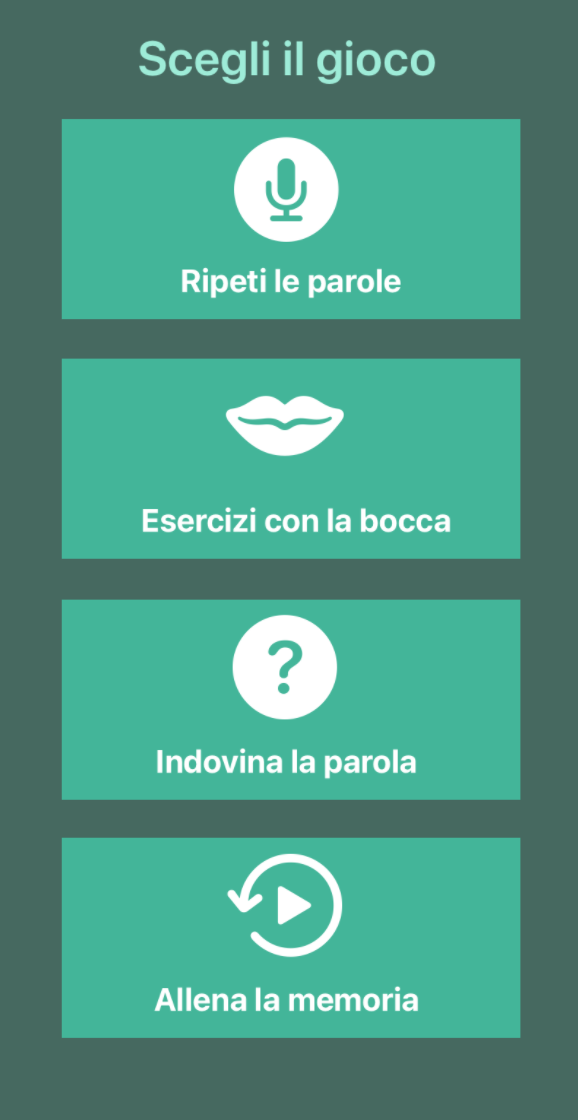 Scegli il gioco
Ripeti le parole
Esercizi con la bocca
?
Indovina la parola
Allena la memoria